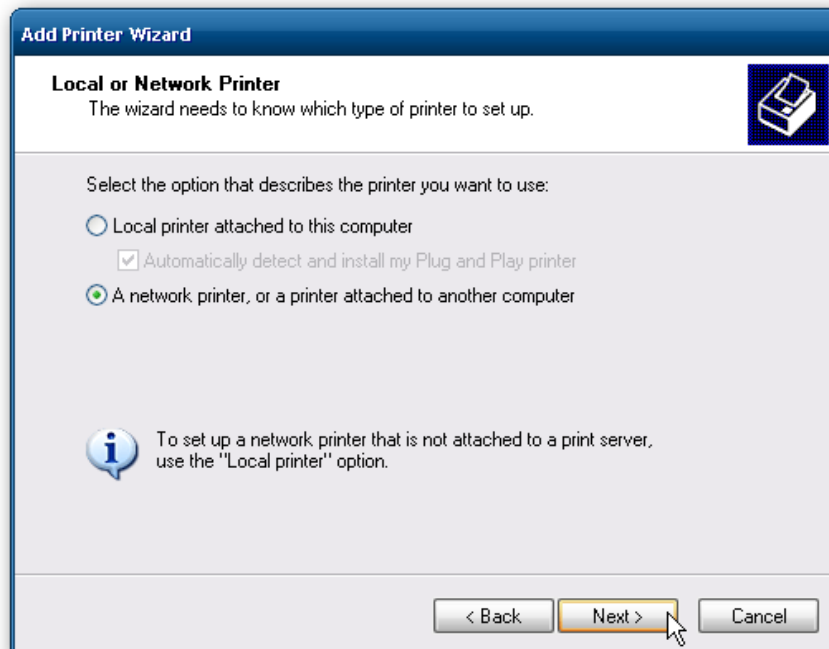 Add Printer Wizard
Local or Network Printer
The wizard needs to know which type of printer to set up.
Select the option that describes the printer you want to use:
Local printer attached to this computer
Automatically detect and install my Plug and Play printer
A network printer, or a printer attached to another computer
To set up a network printer that is not attached to a print server,
use the "Local printer" option.
< Back Next > Cancel